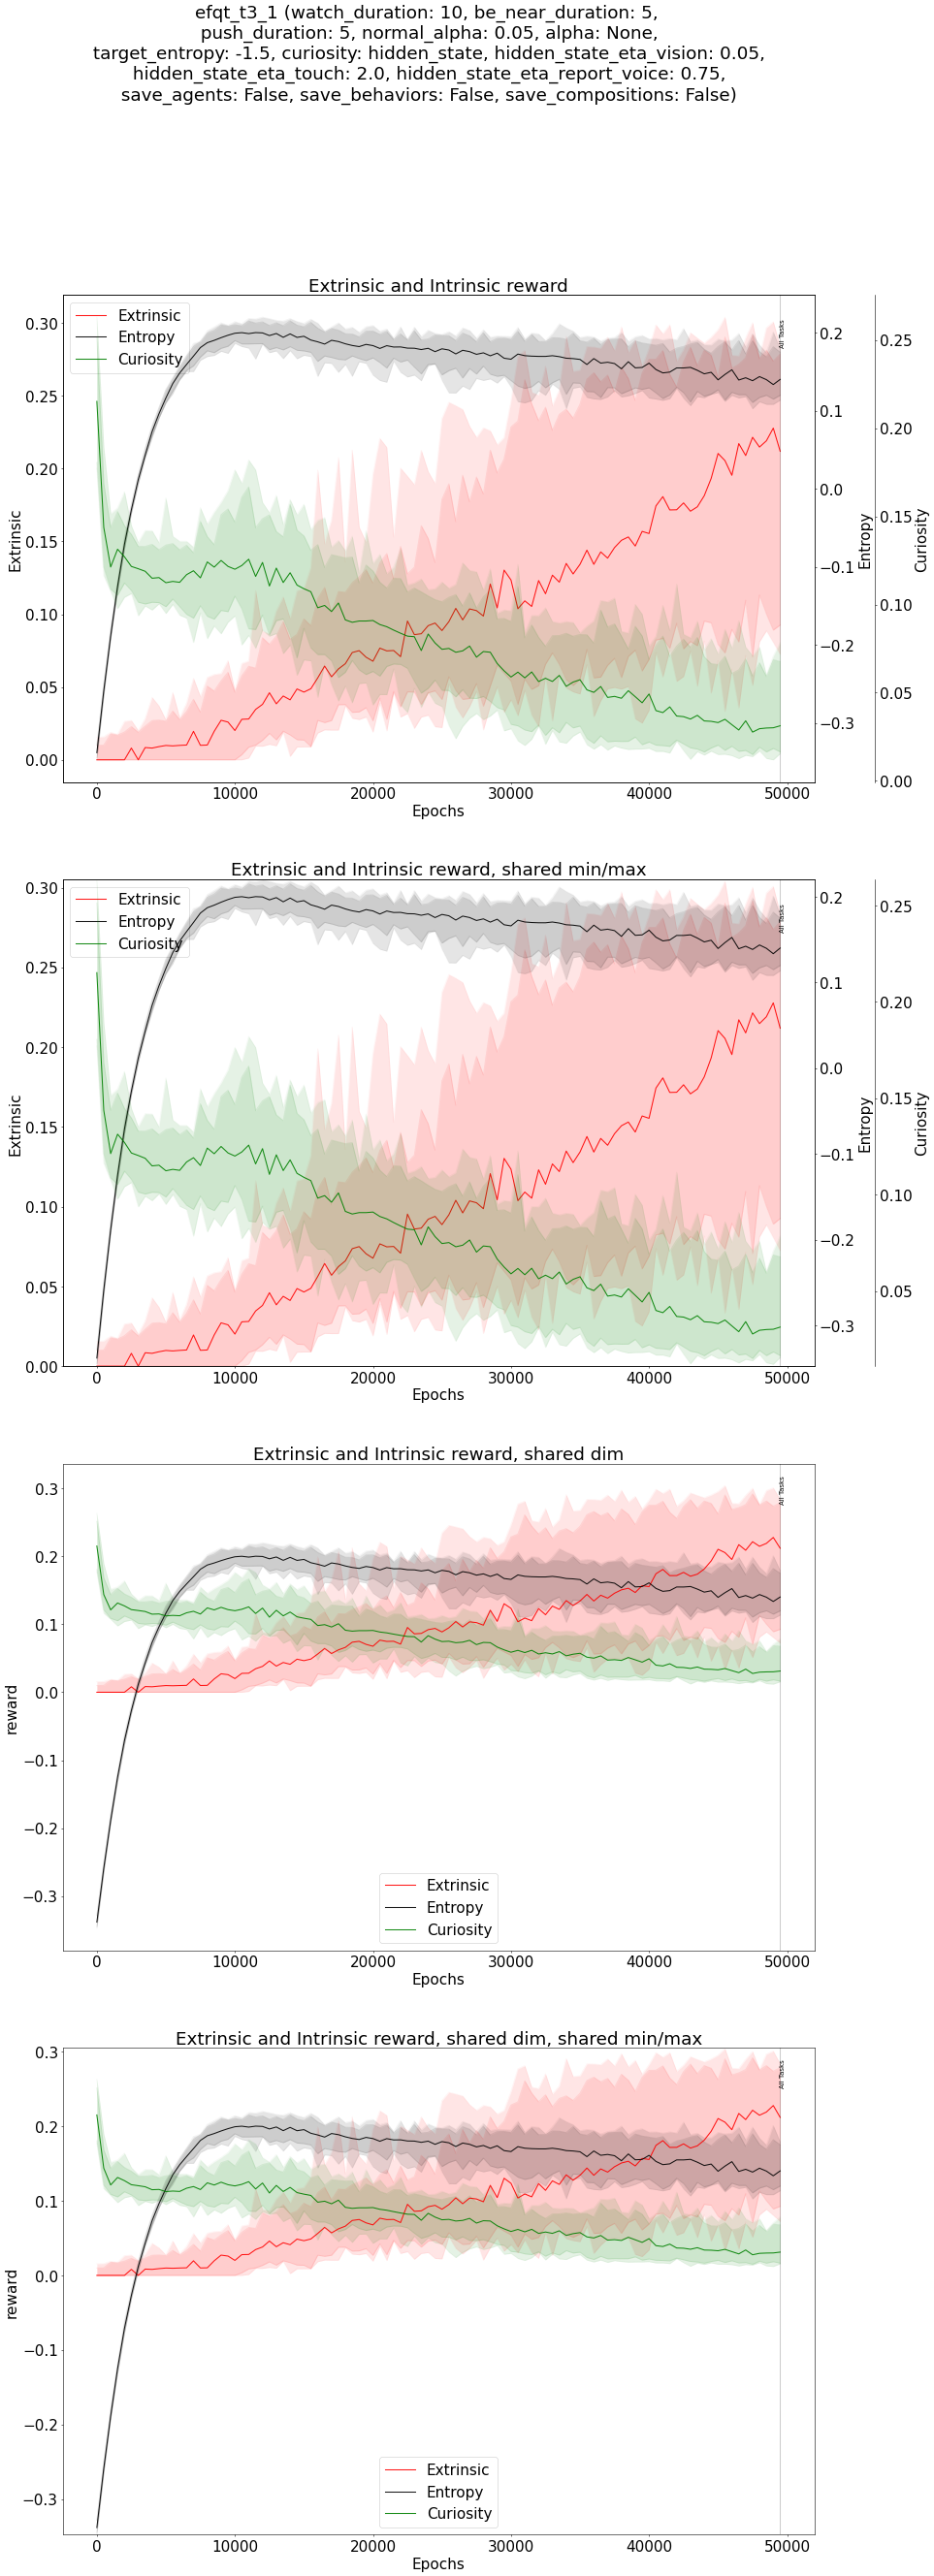 efqt_t3_1 (watch_duration: 10, be_near_duration: 5,
push_duration: 5, normal_alpha: 0.05, alpha: None,
target_entropy: -1.5, curiosity: hidden_state, hidden_state_eta_vision: 0.05,
hidden_state_eta_touch: 2.0, hidden_state_eta_report_voice: 0.75,
save_agents: False, save_behaviors: False, save_compositions: False)
Extrinsic and Intrinsic reward
Extrinsic
Entropy
Curiosity
All Tasks
0.30
0.25
0.20
0.15
0.10
0.05
0.00
Extrinsic
0.2
0.1
0.0
−0.1
−0.2
−0.3
Entropy
0.25
0.20
0.15
0.10
0.05
0.00
Curiosity
0 10000 20000 30000 40000 50000
Epochs
Extrinsic and Intrinsic reward, shared min/max
Extrinsic
Entropy
Curiosity
All Tasks
0.30
0.25
0.20
0.15
0.10
0.05
0.00
Extrinsic
0.2
0.1
0.0
−0.1
−0.2
−0.3
Entropy
0.25
0.20
0.15
0.10
0.05
Curiosity
0 10000 20000 30000 40000 50000
Epochs
Extrinsic and Intrinsic reward, shared dim
All Tasks
0.3
0.2
0.1
0.0
−0.1
−0.2
−0.3
reward
Extrinsic
Entropy
Curiosity
0 10000 20000 30000 40000 50000
Epochs
Extrinsic and Intrinsic reward, shared dim, shared min/max
All Tasks
0.3
0.2
0.1
0.0
−0.1
−0.2
−0.3
reward
Extrinsic
Entropy
Curiosity
0 10000 20000 30000 40000 50000
Epochs